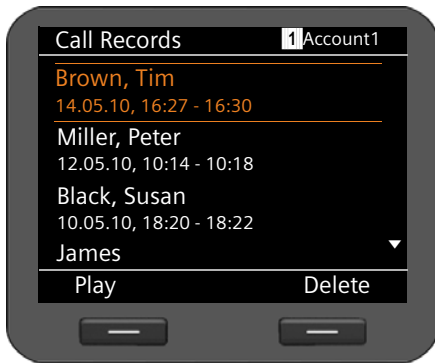 Call Records 1 Account1
Brown, Tim
14.05.10, 16:27 - 16:30
Miller, Peter
12.05.10, 10:14 - 10:18
Black, Susan
10.05.10, 18:20 - 18:22
James
Play Delete